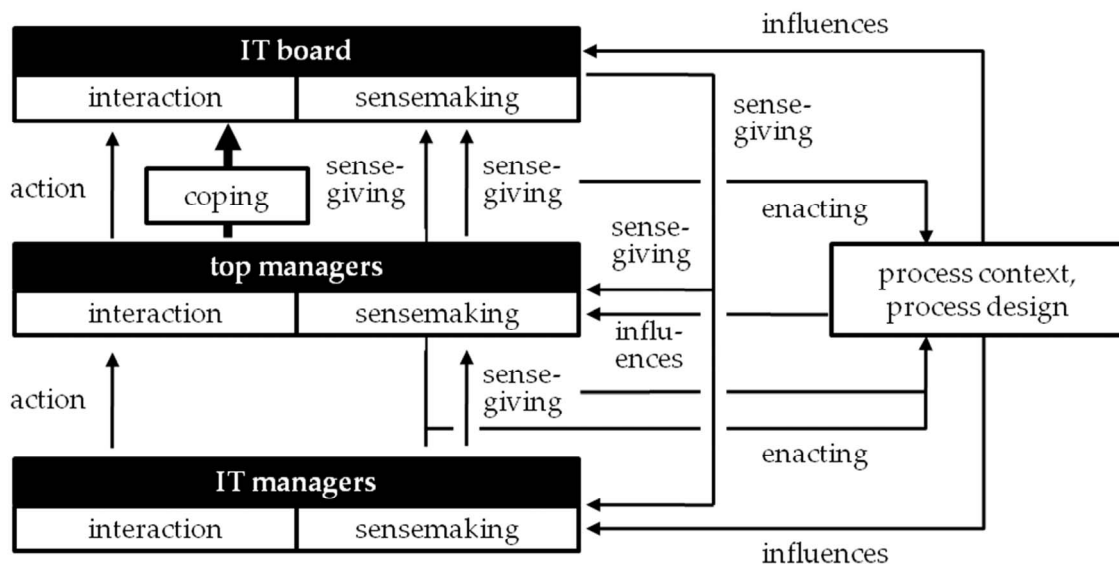 influences
IT board
interaction
sensemaking
sense-
giving
action
coping
sense-
giving
sense-
giving
enacting
sense-
giving
top managers
interaction
sensemaking
process context,
process design
influ-
ences
sense-
giving
action
enacting
IT managers
interaction
sensemaking
influences